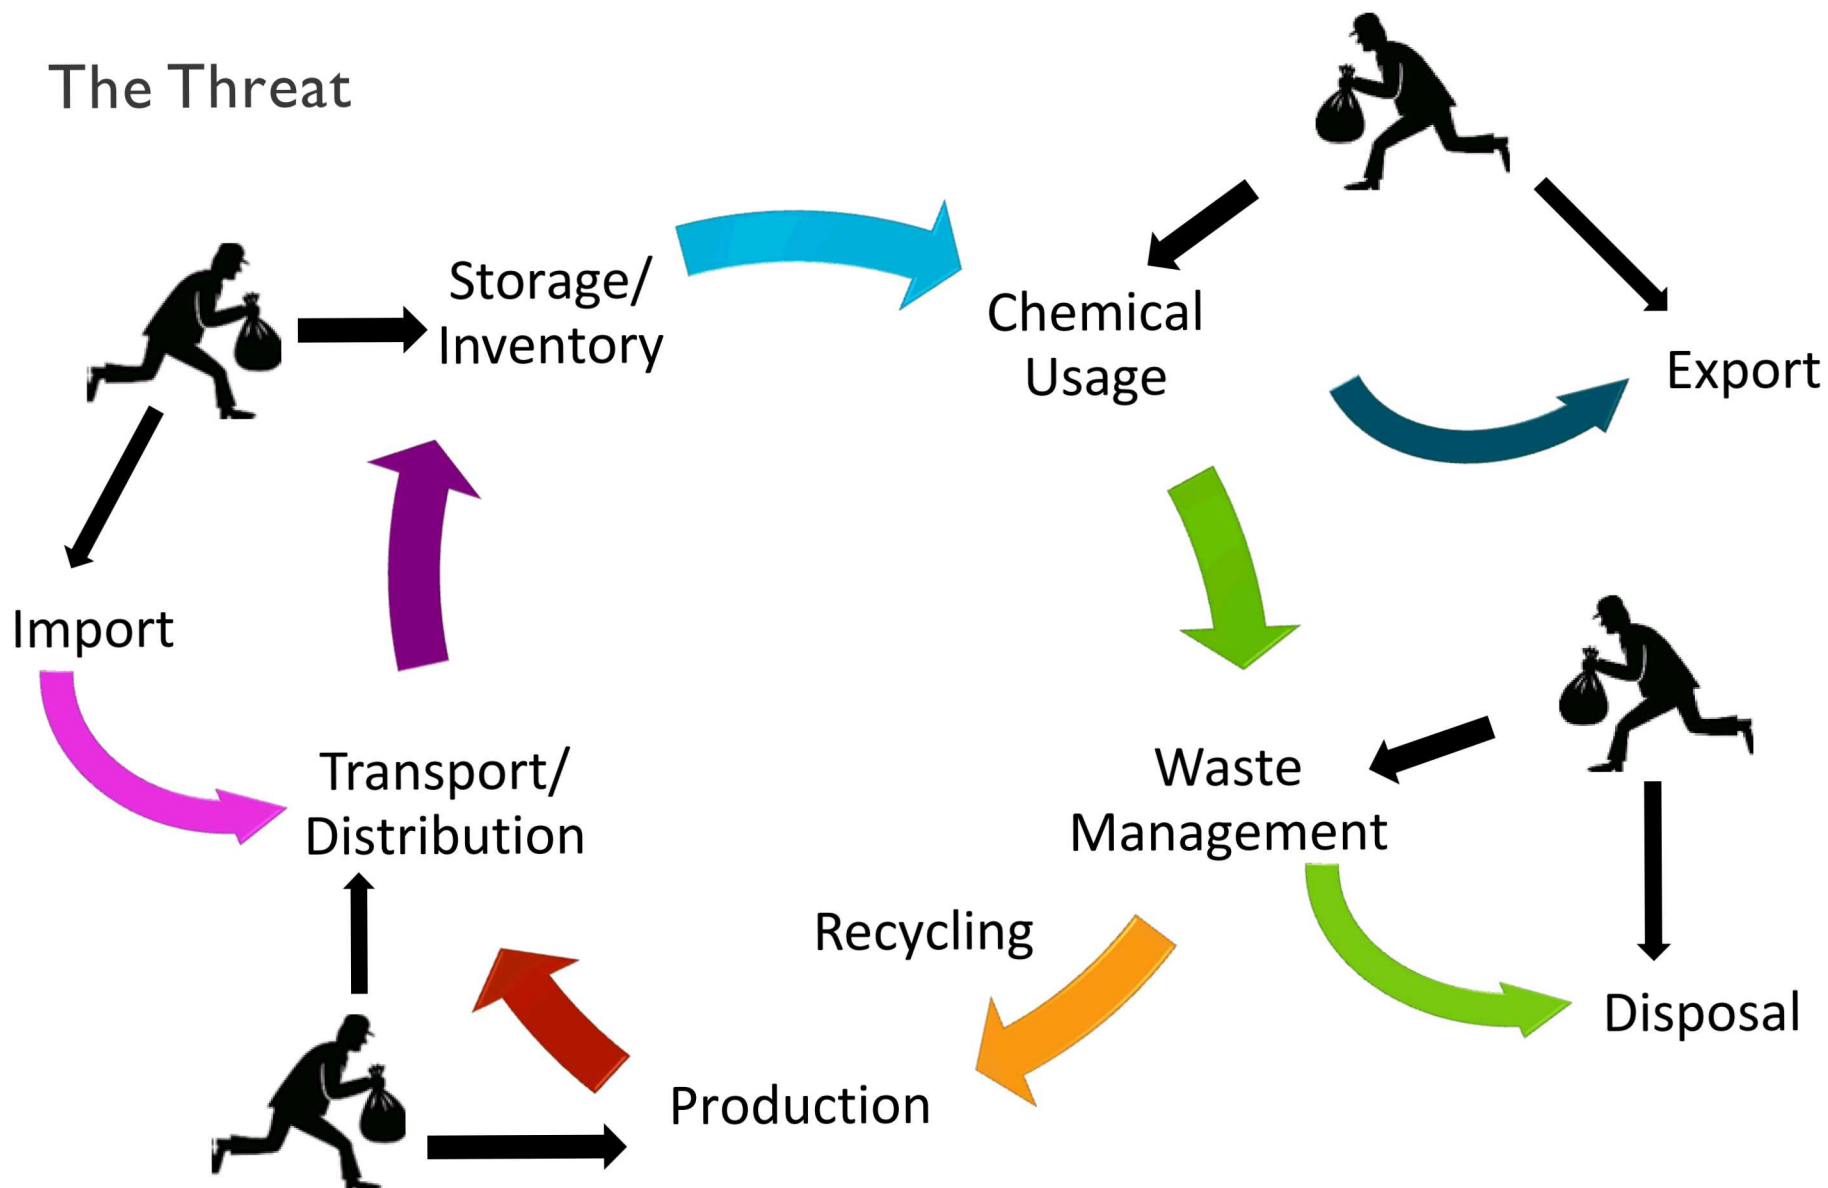 The Threat
Storage/
Inventory
Chemical
Usage
Export
Import
Transport/
Distribution
Waste
Management
Recycling
Production
Disposal